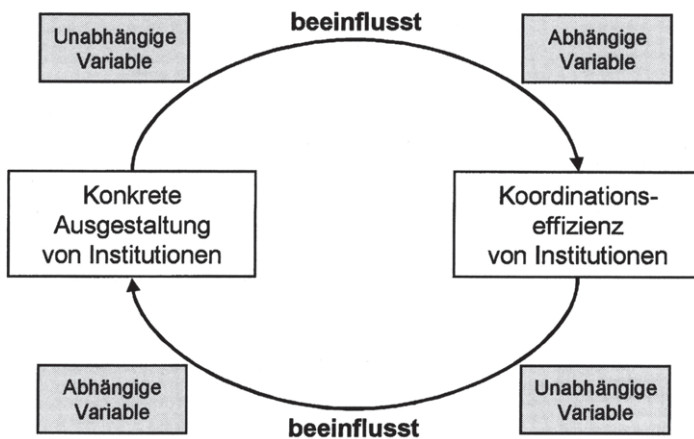 beeinflusst
Unabhängige
Variable
Abhängige
Variable
Konkrete
Ausgestaltung
von Institutionen
Koordinations-
effizienz
von Institutionen
Abhängige
Variable
Unabhängige
Variable
beeinflusst